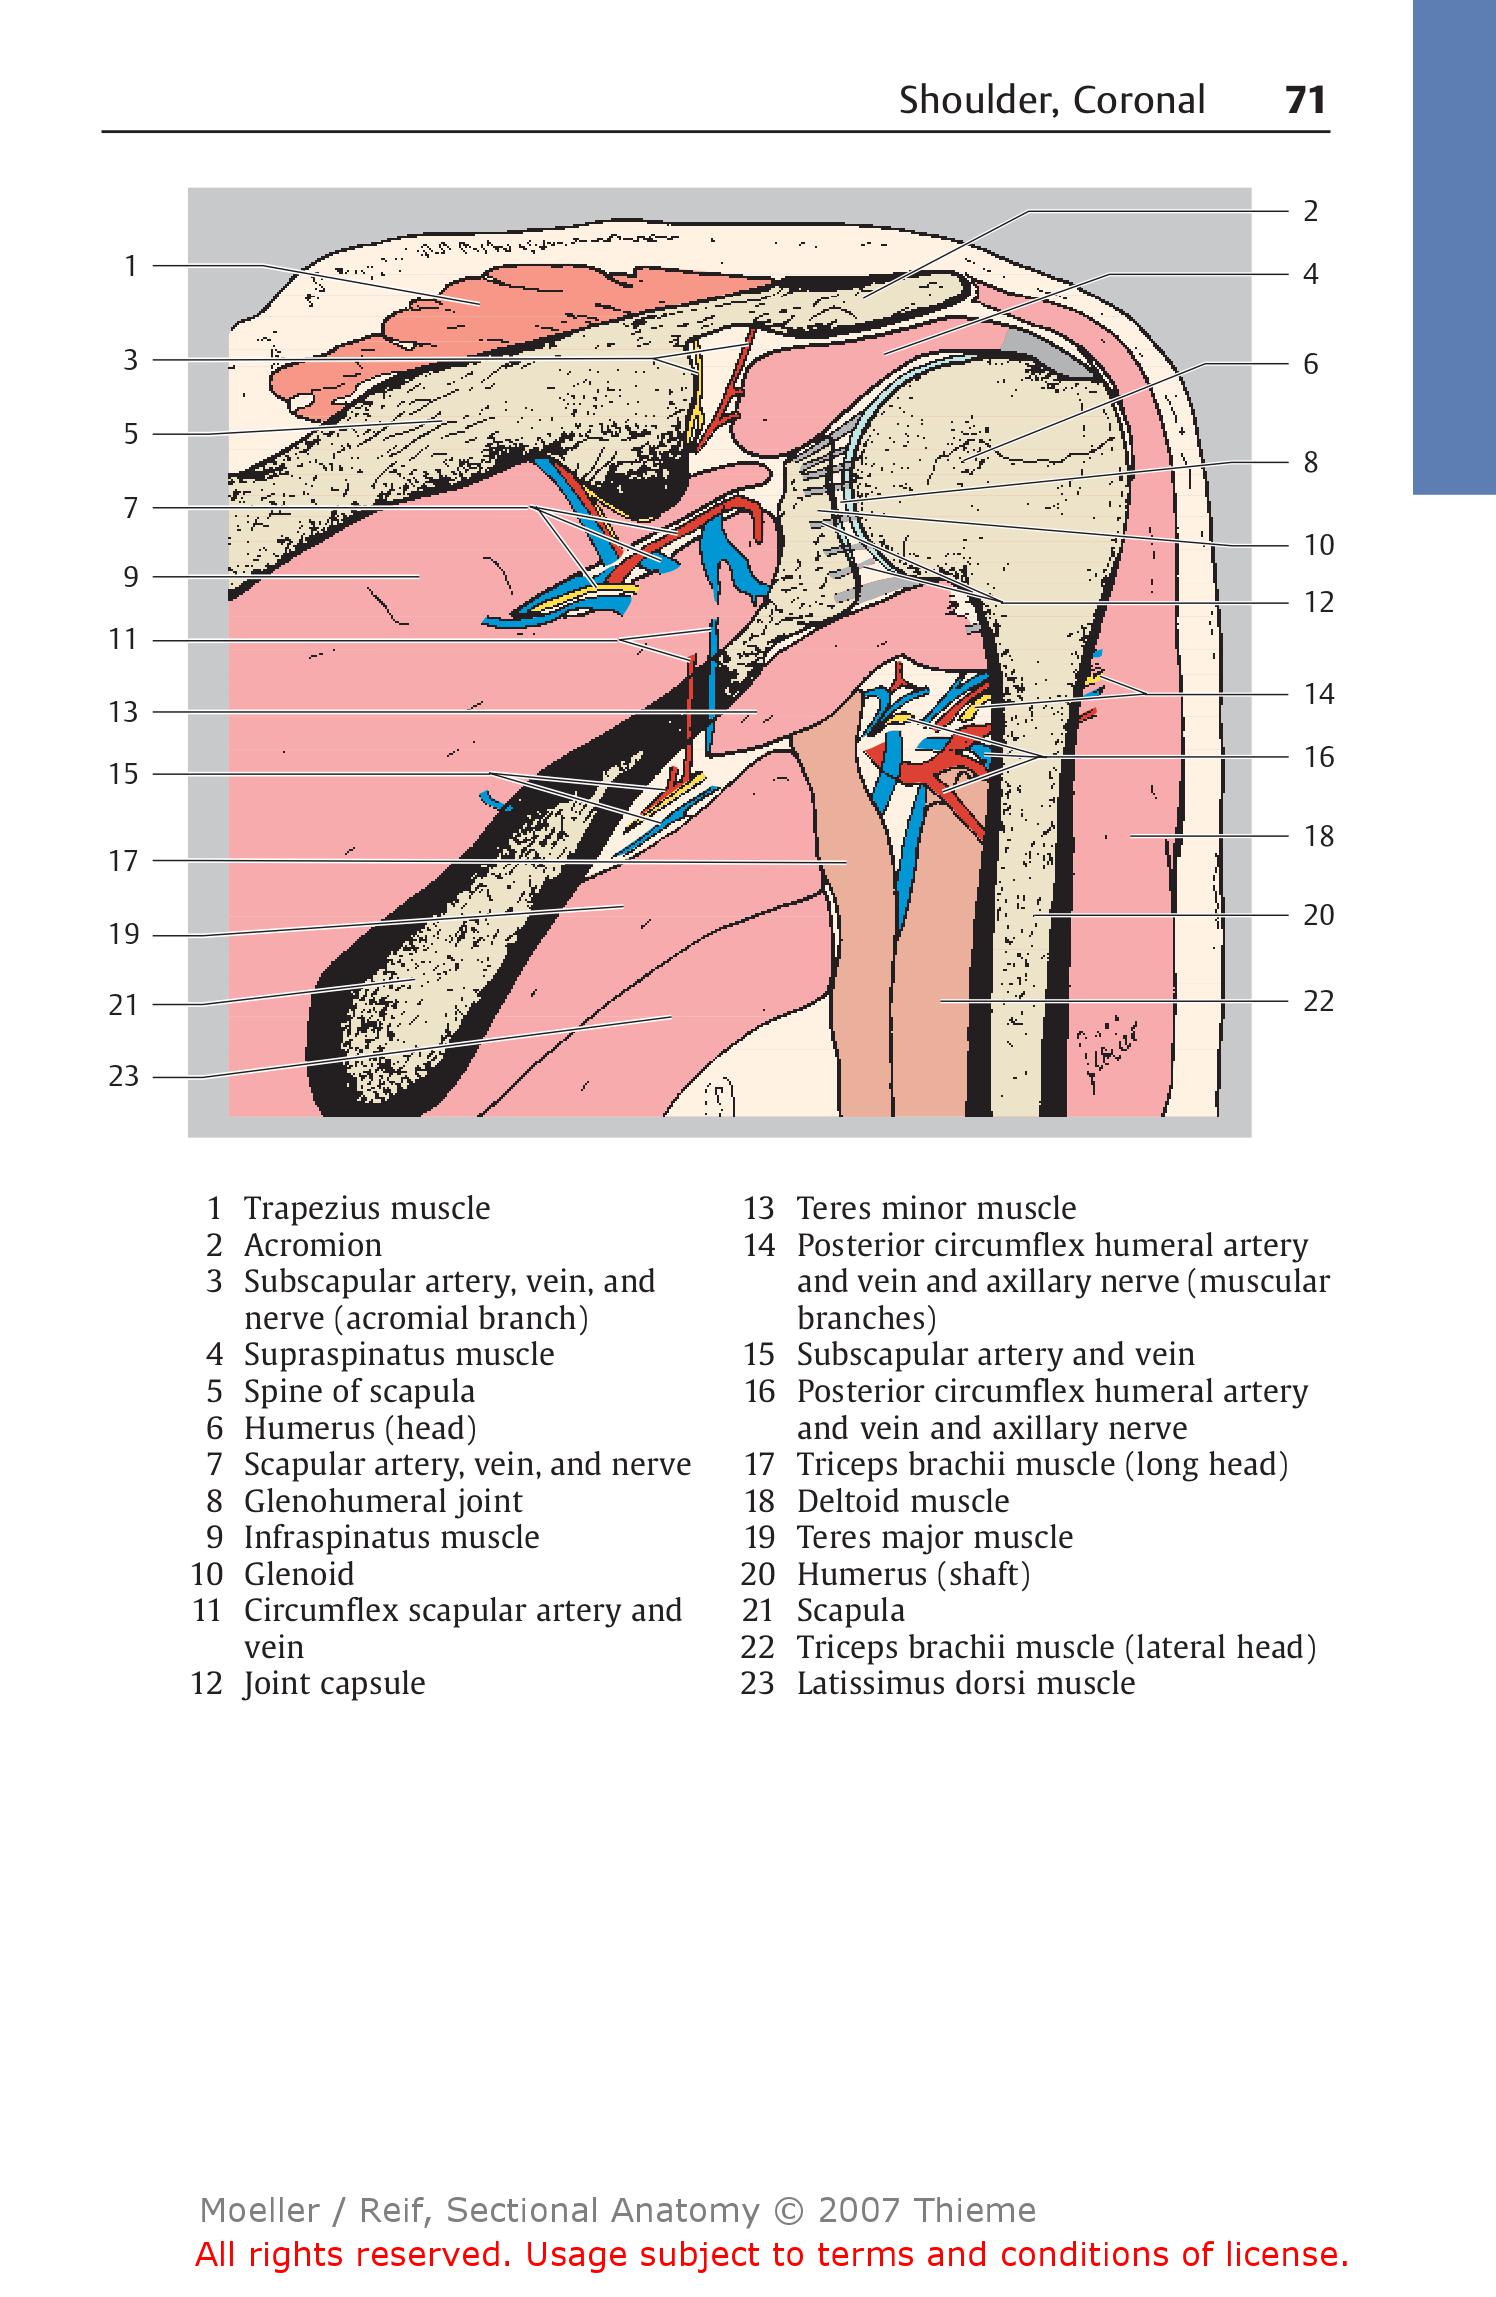 Shoulder, Coronal 71
1
2
3
4
5
6
7
8
9
10
11
12
13
14
15
16
17
18
19
20
21
22
23
1 Trapezius muscle
2 Acromion
3 Subscapular artery, vein, and
nerve (acromial branch)
4 Supraspinatus muscle
5 Spine of scapula
6 Humerus (head)
7 Scapular artery, vein, and nerve
8 Glenohumeral joint
9 Infraspinatus muscle
10 Glenoid
11 Circumflex scapular artery and
vein
12 Joint capsule
13 Teres minor muscle
14 Posterior circumflex humeral artery
and vein and axillary nerve (muscular
branches)
15 Subscapular artery and vein
16 Posterior circumflex humeral artery
and vein and axillary nerve
17 Triceps brachii muscle (long head)
18 Deltoid muscle
19 Teres major muscle
20 Humerus (shaft)
21 Scapula
22 Triceps brachii muscle (lateral head)
23 Latissimus dorsi muscle
Moeller / Reif, Sectional Anatomy © 2007 Thieme
All rights reserved. Usage subject to terms and conditions of license.